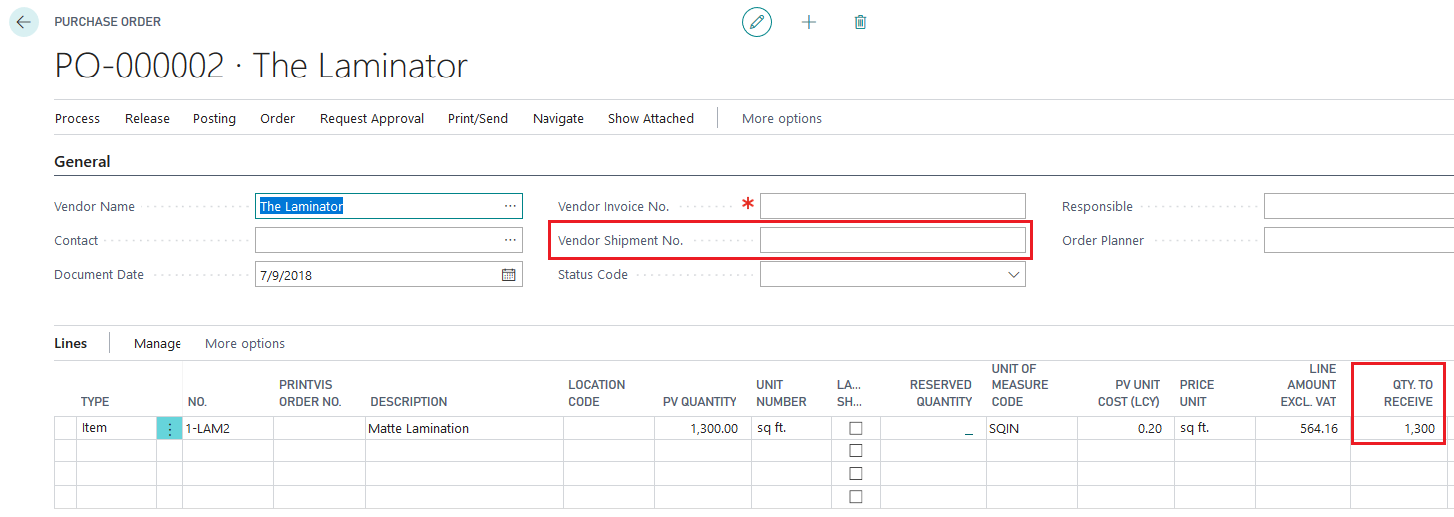 PURCHASE ORDER
PO-000002 · The Laminator
Process Release Posting Order Request Approval Print/Send Navigate Show Attached More options
General
Vendor Name The Laminator ··· Vendor Invoice No. * Responsible
Contact ··· Vendor Shipment No. Order Planner
Document Date 7/9/2018 Status Code
Lines Manage More options
TYPE NO. PRINTVIS ORDER NO. DESCRIPTION LOCATION CODE PV QUANTITY UNIT NUMBER LA... SH... RESERVED QUANTITY UNIT OF MEASURE CODE PV UNIT COST (LCY) PRICE UNIT LINE AMOUNT EXCL. VAT QTY. TO RECEIVE
Item 1-LAM2 Matte Lamination 1,300.00 sq ft. _ SQIN 0.20 sq ft. 564.16 1,300